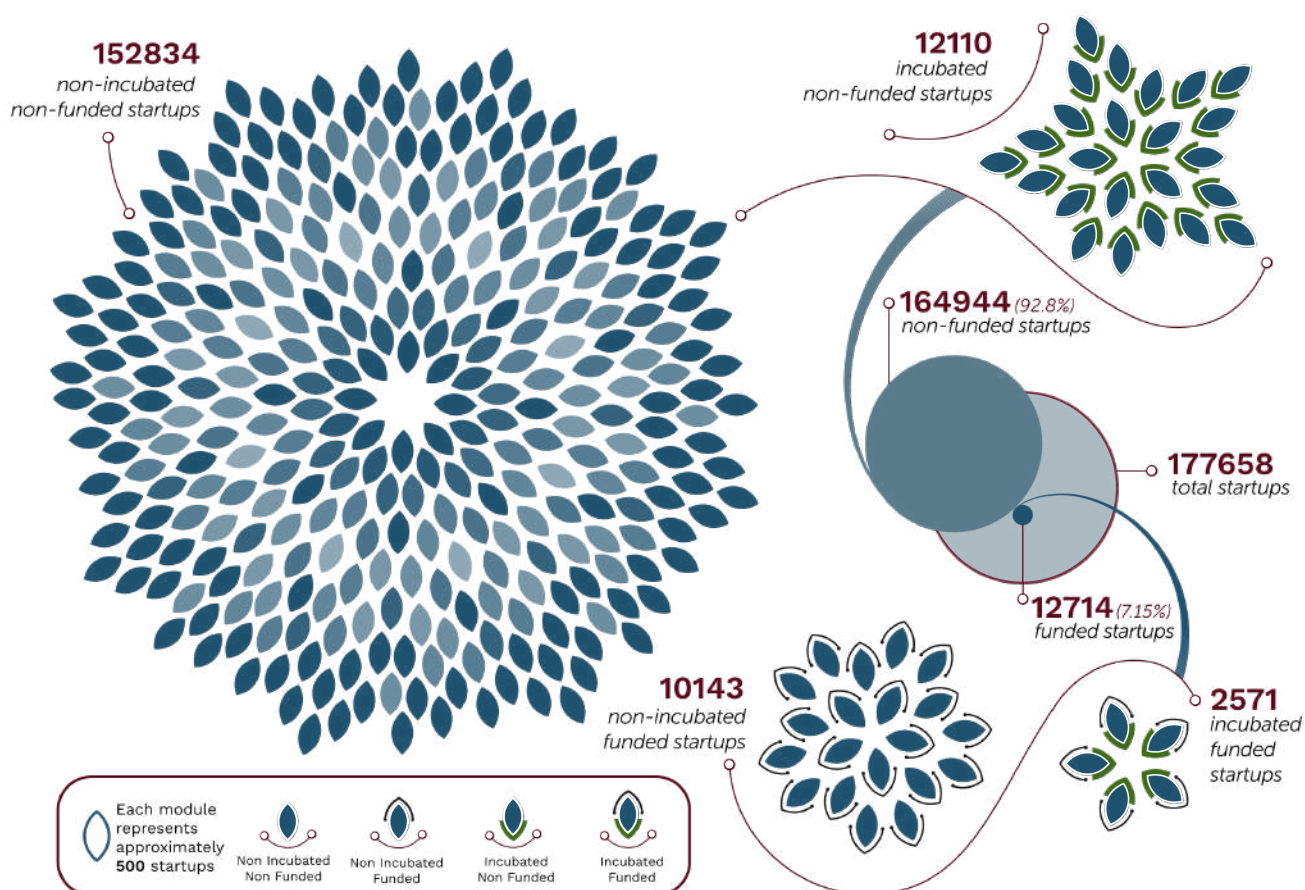 152834
non-incubated
non-funded startups
12110
incubated
non-funded startups
164944 (92.8%)
non-funded startups
177658
total startups
12714 (7.15%)
funded startups
10143
non-incubated
funded startups
2571
incubated
funded
startups
Each module
represents
approximately
500 startups
Non Incubated
Non Funded
Non Incubated
Funded
Incubated
Non Funded
Incubated
Funded